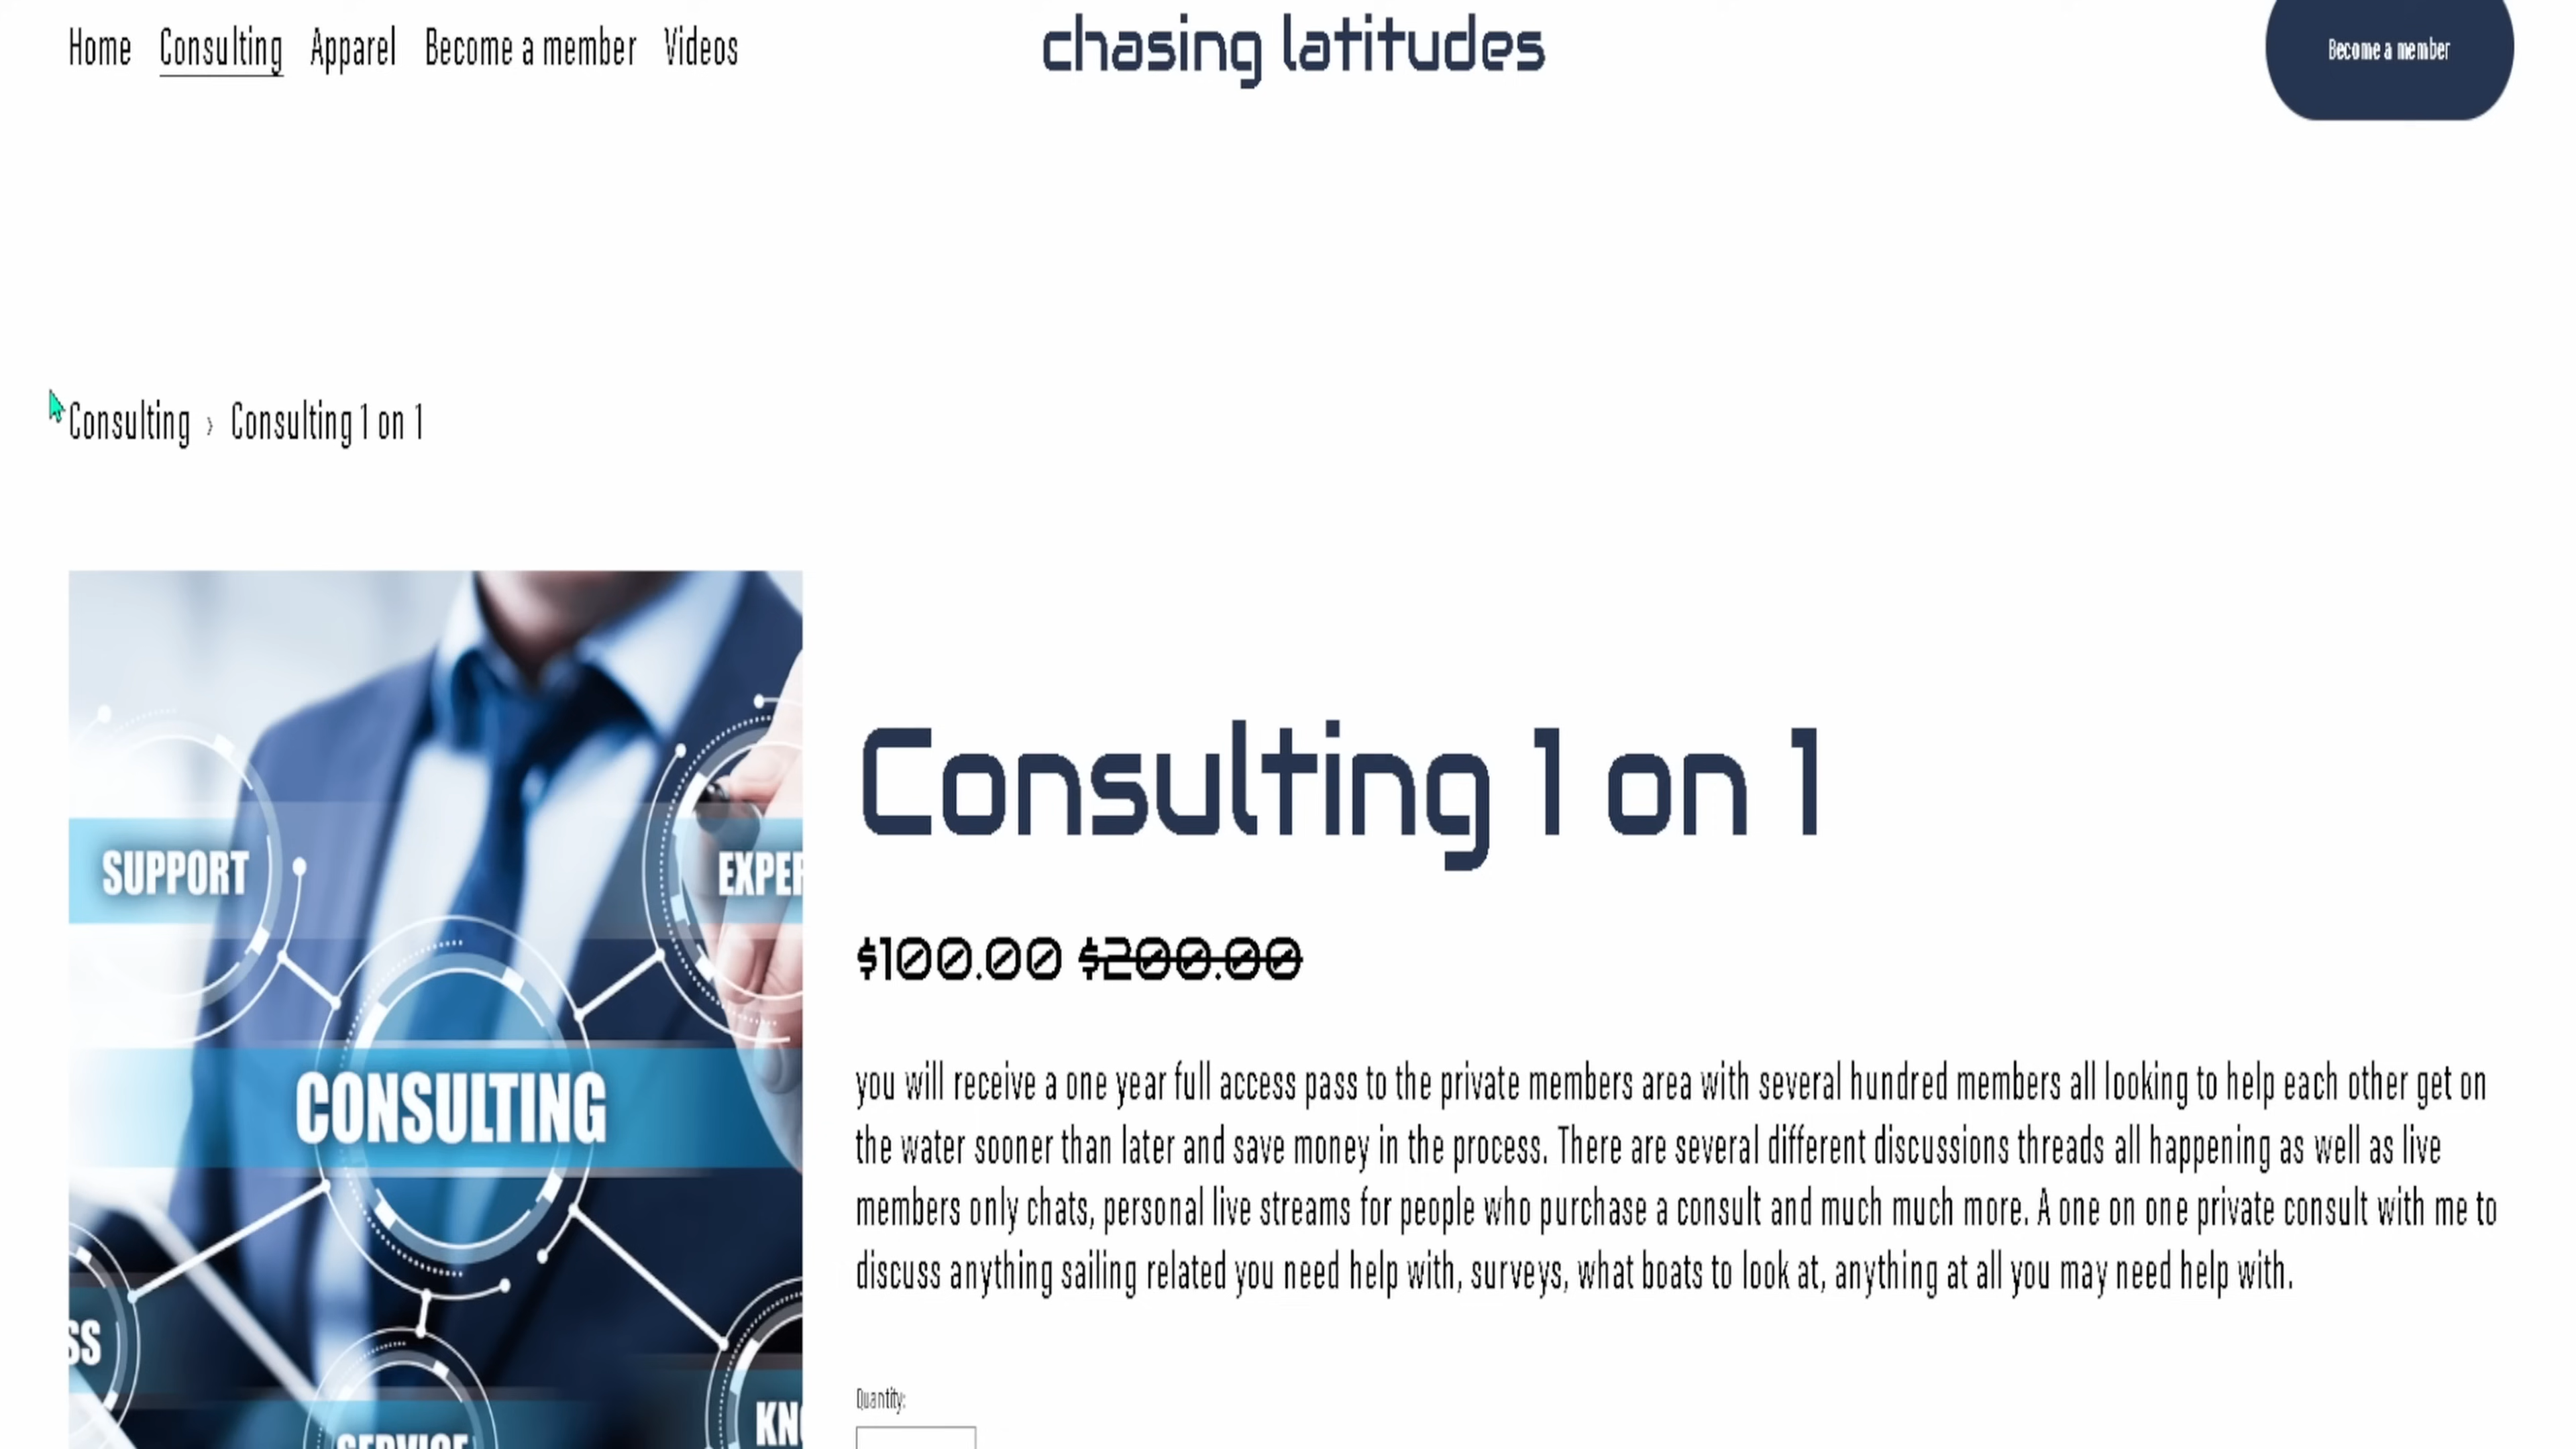 Home Consulting Apparel Become a member Videos
chasing latitudes
Become a member
Consulting › Consulting 1 on 1
SUPPORT
CONSULTING
SERVICE
Consulting 1 on 1
$100.00 $200.00
you will receive a one year full access pass to the private members area with several hundred members all looking to help each other get on
the water sooner than later and save money in the process. There are several different discussions threads all happening as well as live
members only chats, personal live streams for people who purchase a consult and much much more. A one on one private consult with me to
discuss anything sailing related you need help with, surveys, what boats to look at, anything at all you may need help with.
Quantity: